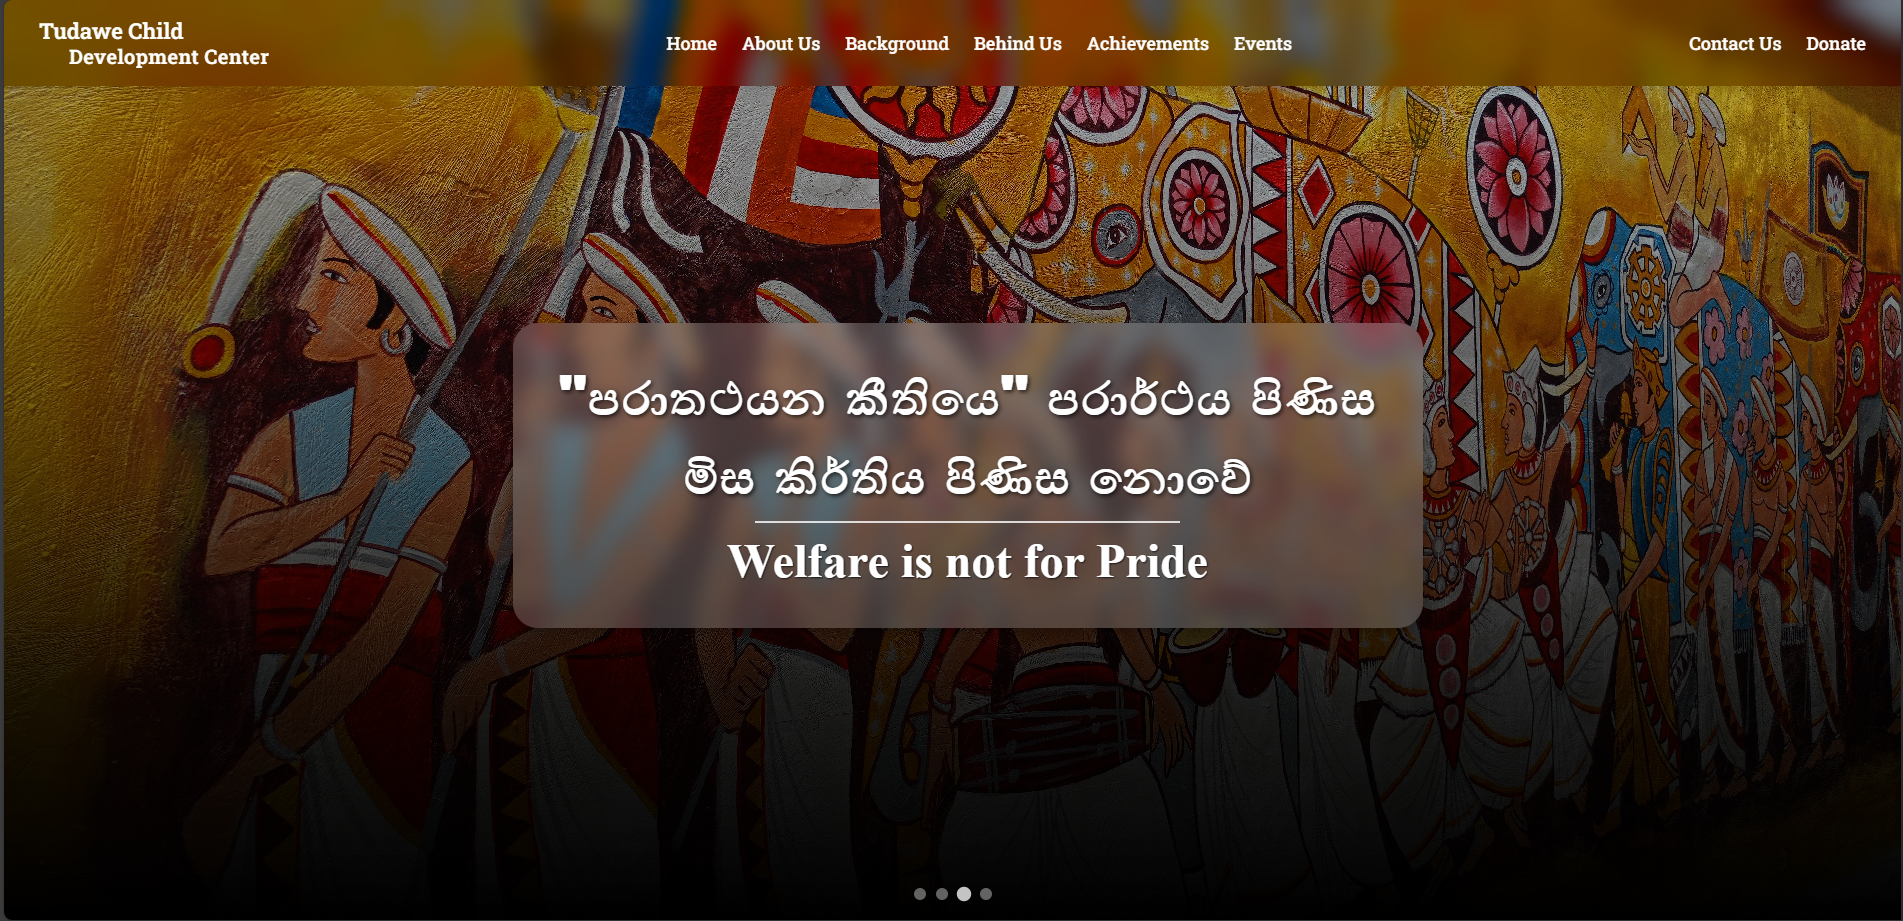 Tudawe Child
Development Center
Home About Us Background Behind Us Achievements Events
Contact Us Donate
"පරාතථයන කීතියෙ" පරාර්ථය පිණිස
මිස කිර්තිය පිණිස නොවේ
Welfare is not for Pride